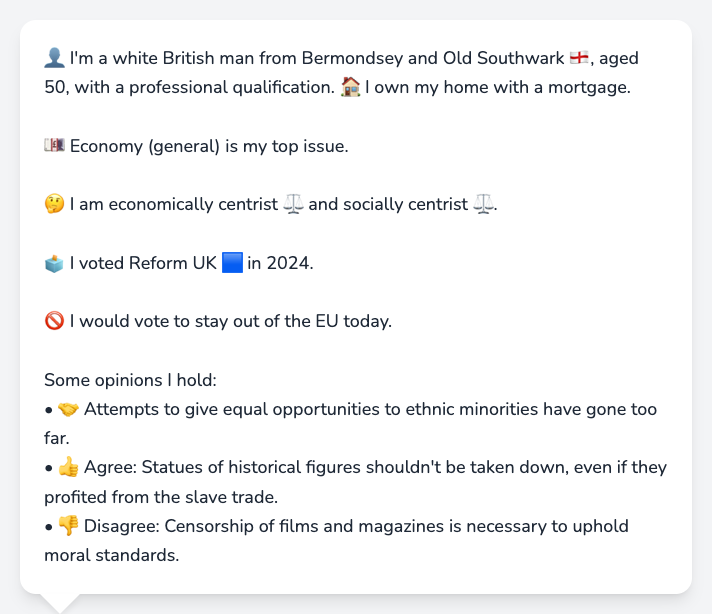 👤 I'm a white British man from Bermondsey and Old Southwark 🏴󠁧󠁢󠁥󠁮󠁧󠁿, aged
50, with a professional qualification. 🏠 I own my home with a mortgage.
💷 Economy (general) is my top issue.
🤔 I am economically centrist ⚖️ and socially centrist ⚖️.
🗳️ I voted Reform UK 🟦 in 2024.
🚫 I would vote to stay out of the EU today.
Some opinions I hold:
• 🤝 Attempts to give equal opportunities to ethnic minorities have gone too
far.
• 👍 Agree: Statues of historical figures shouldn't be taken down, even if they
profited from the slave trade.
• 👎 Disagree: Censorship of films and magazines is necessary to uphold
moral standards.